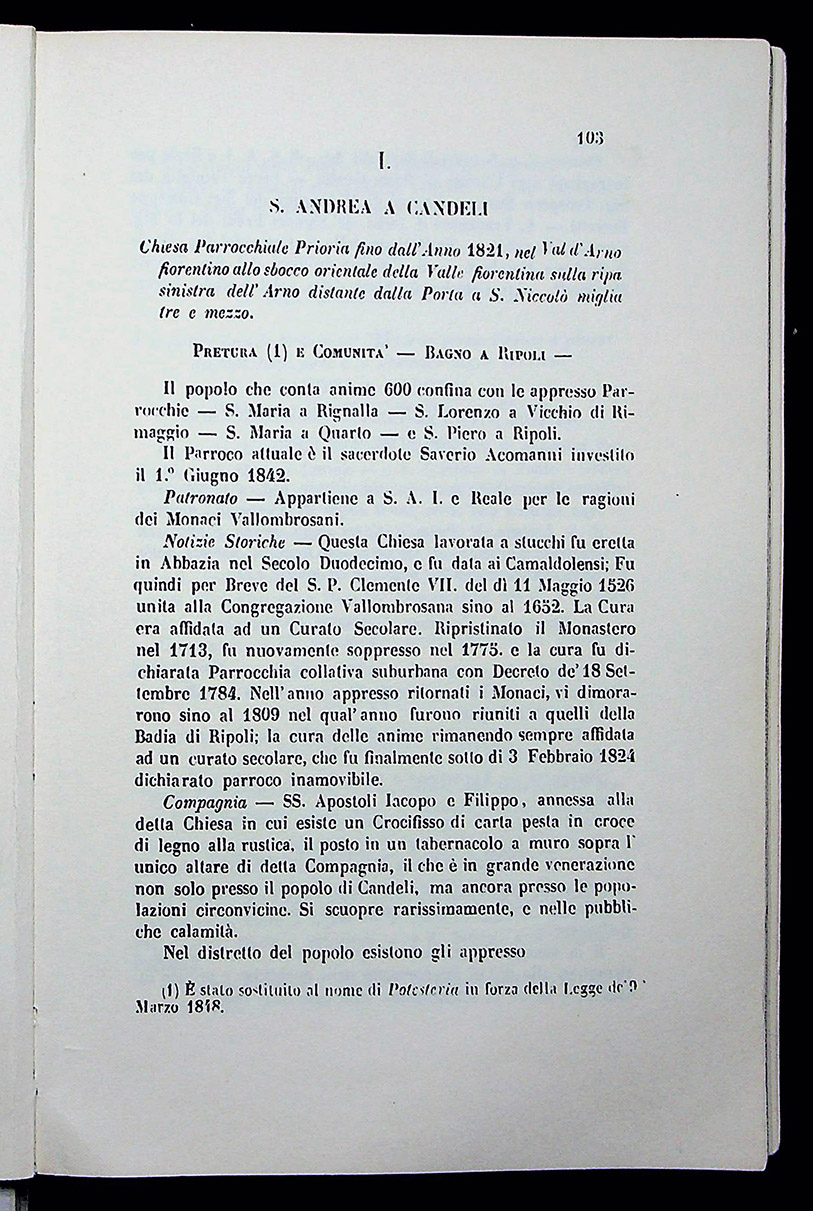 103
I.
S. ANDREA A CANDELI
Chiesa Parrocchiale Prioria fino dall'Anno 1821, nel Val d'Arno
fiorentino allo sbocco orientale della Valle fiorentina sulla ripa
sinistra dell' Arno distante dalla Porta a S. Niccolò miglia
tre e mezzo.
PRETURA (1) E COMUNITA' — BAGNO A RIPOLI —
Il popolo che conta anime 600 confina con le appresso Par-
rocchie — S. Maria a Rignalla — S. Lorenzo a Vicchio di Ri-
maggio — S. Maria a Quarto — e S. Piero a Ripoli.
Il Parroco attuale è il sacerdote Saverio Acomanni investito
il 1.º Giugno 1842.
Patronato — Appartiene a S. A. I. e Reale per le ragioni
dei Monaci Vallombrosani.
Notizie Storiche — Questa Chiesa lavorata a stucchi fu eretta
in Abbazia nel Secolo Duodecimo, e fu data ai Camaldolensi; Fu
quindi per Breve del S. P. Clemente VII. del dì 11 Maggio 1526
unita alla Congregazione Vallombrosana sino al 1652. La Cura
era affidata ad un Curato Secolare. Ripristinato il Monastero
nel 1713, fu nuovamente soppresso nel 1775. e la cura fu di-
chiarata Parrocchia collativa suburbana con Decreto de' 18 Set-
tembre 1784. Nell'anno appresso ritornati i Monaci, vi dimora-
rono sino al 1809 nel qual'anno furono riuniti a quelli della
Badia di Ripoli; la cura delle anime rimanendo sempre affidata
ad un curato secolare, che fu finalmente sotto di 3 Febbraio 1824
dichiarato parroco inamovibile.
Compagnia — SS. Apostoli Iacopo e Filippo, annessa alla
detta Chiesa in cui esiste un Crocifisso di carta pesta in croce
di legno alla rustica, il posto in un tabernacolo a muro sopra l'
unico altare di detta Compagnia, il che è in grande venerazione
non solo presso il popolo di Candeli, ma ancora presso le popo-
lazioni circonvicine. Si scuopre rarissimamente, e nelle pubbli-
che calamità.
Nel distretto del popolo esistono gli appresso
(1) È stato sostituito al nome di Potesteria in forza della Legge de' 9
Marzo 1848.